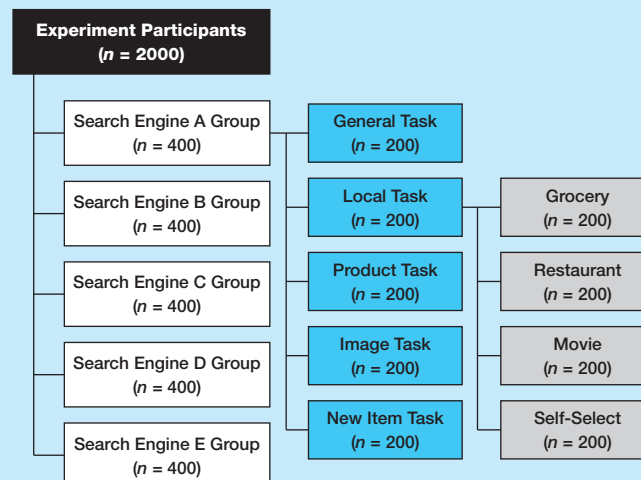 Experiment Participants
(n = 2000)
Search Engine A Group
(n = 400)
General Task
(n = 200)
Search Engine B Group
(n = 400)
Local Task
(n = 200)
Grocery
(n = 200)
Search Engine C Group
(n = 400)
Product Task
(n = 200)
Restaurant
(n = 200)
Search Engine D Group
(n = 400)
Image Task
(n = 200)
Movie
(n = 200)
Search Engine E Group
(n = 400)
New Item Task
(n = 200)
Self-Select
(n = 200)